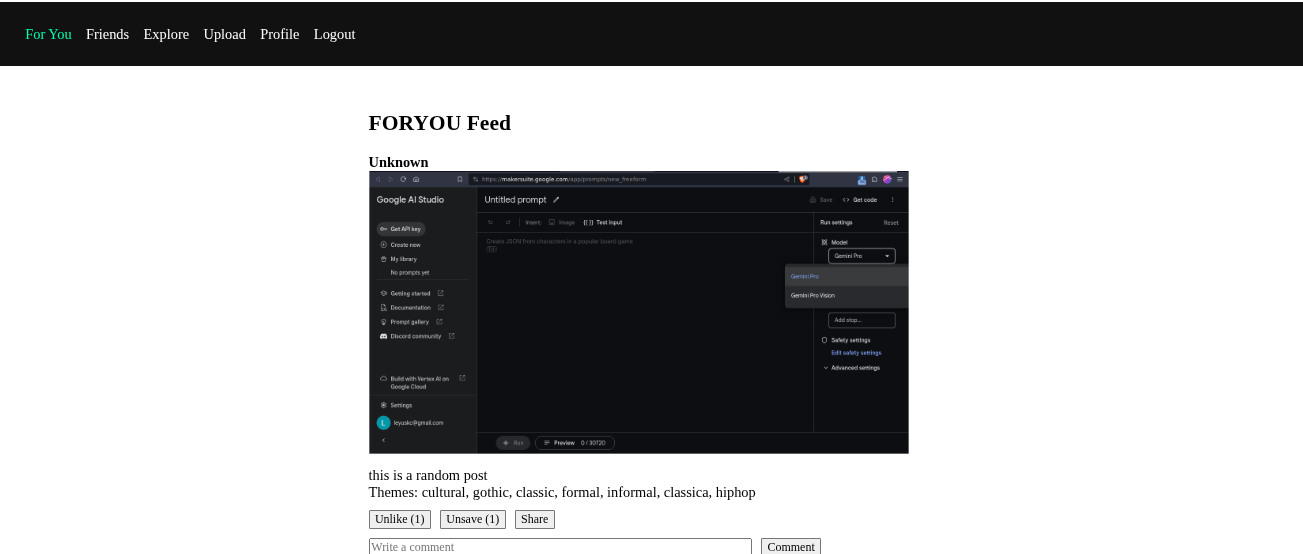 For You Friends Explore Upload Profile Logout
FORYOU Feed
Unknown
https://makersuite.google.com/app/prompts/new_freeform
Google AI Studio
Untitled prompt
Save
Get code
Get API key
Insert:
Image
{{ }} Test input
Run settings
Reset
Create new
Create JSON from characters in a popular board game
Model
My library
Gemini Pro
No prompts yet
Gemini Pro
Gemini Pro Vision
Getting started
Documentation
Add stop...
Prompt gallery
Discord community
Safety settings
Edit safety settings
Advanced settings
Build with Vertex AI on
Google Cloud
Settings
L
leyuskc@gmail.com
Run
Preview
0 / 30720
this is a random post
Themes: cultural, gothic, classic, formal, informal, classica, hiphop
Unlike (1) Unsave (1) Share
Write a comment Comment